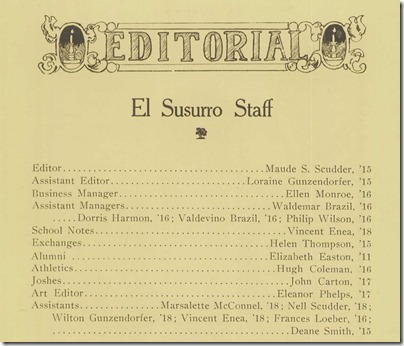 EDITORIAL
El Susurro Staff
Editor........................................Maude S. Scudder, '15
Assistant Editor.........................Loraine Gunzendorfer, '15
Business Manager..................................Ellen Monroe, '16
Assistant Managers............................Waldemar Brazil, '16
.....Dorris Harmon, '16; Valdevino Brazil, '16; Philip Wilson, '16
School Notes.......................................Vincent Enea, '18
Exchanges.......................................Helen Thompson, '15
Alumni ........................................Elizabeth Easton, '11
Athletics..........................................Hugh Coleman, '16
Joshes...............................................John Carton, '17
Art Editor.......................................Eleanor Phelps, '17
Assistants.............Marsalette McConnel, '18; Nell Scudder, '18;
Wilton Gunzendorfer, '18; Vincent Enea, '18; Frances Loeber, '16;
..................................................Deane Smith, '15